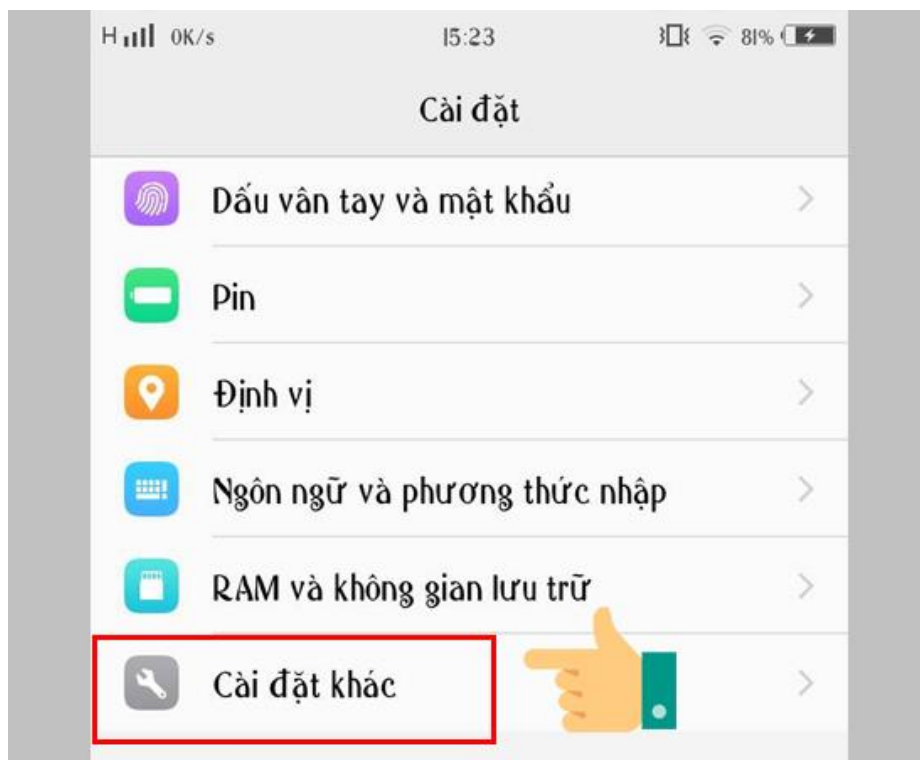 H 0K/s 15:23 81%
Cài đặt
Dấu vân tay và mật khẩu
Pin
Định vị
Ngôn ngữ và phương thức nhập
RAM và không gian lưu trữ
Cài đặt khác